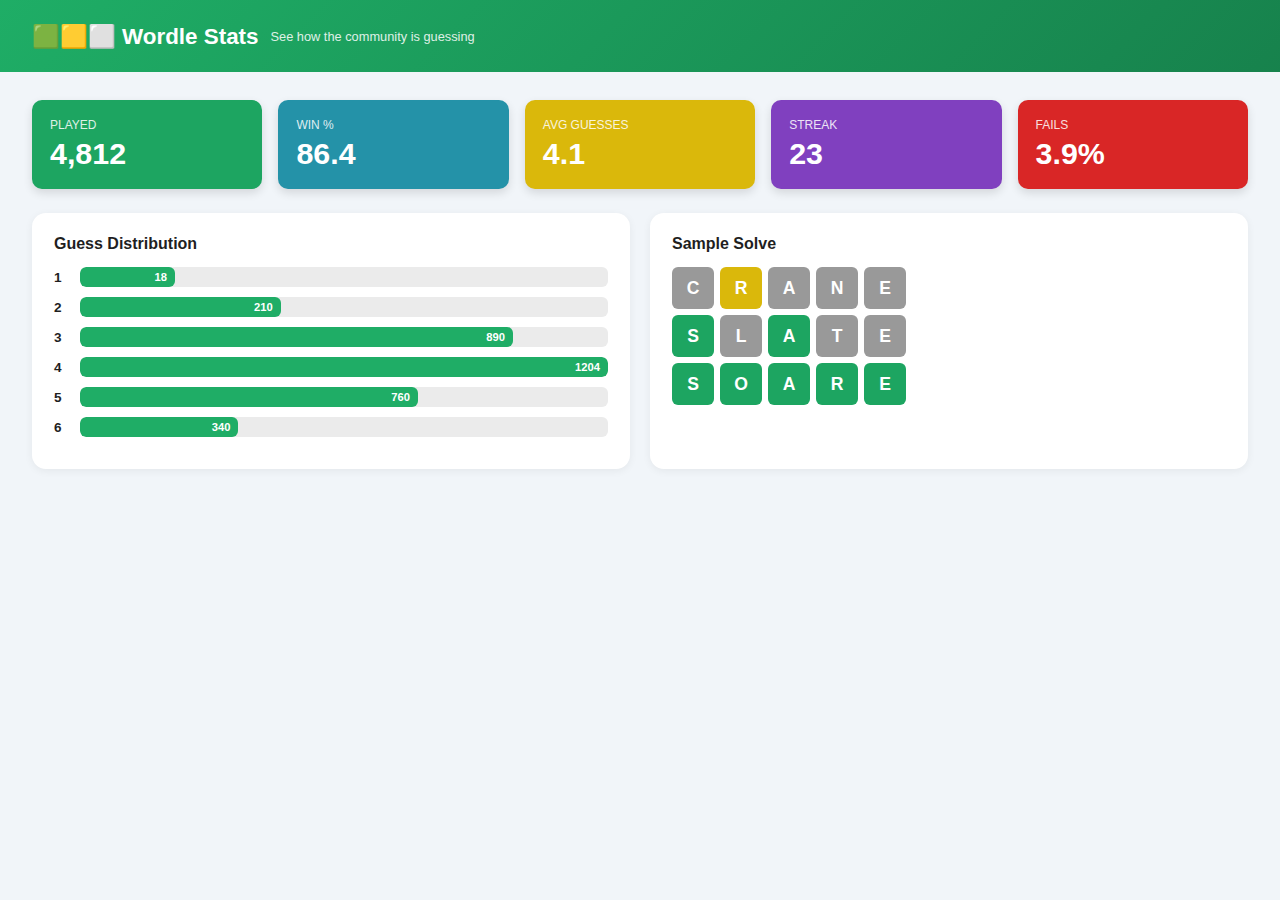 🟩🟨⬜ Wordle Stats See how the community is guessing
PLAYED
4,812
WIN %
86.4
AVG GUESSES
4.1
STREAK
23
FAILS
3.9%
Guess Distribution
1 18
2 210
3 890
4 1204
5 760
6 340
Sample Solve
C R A N E
S L A T E
S O A R E